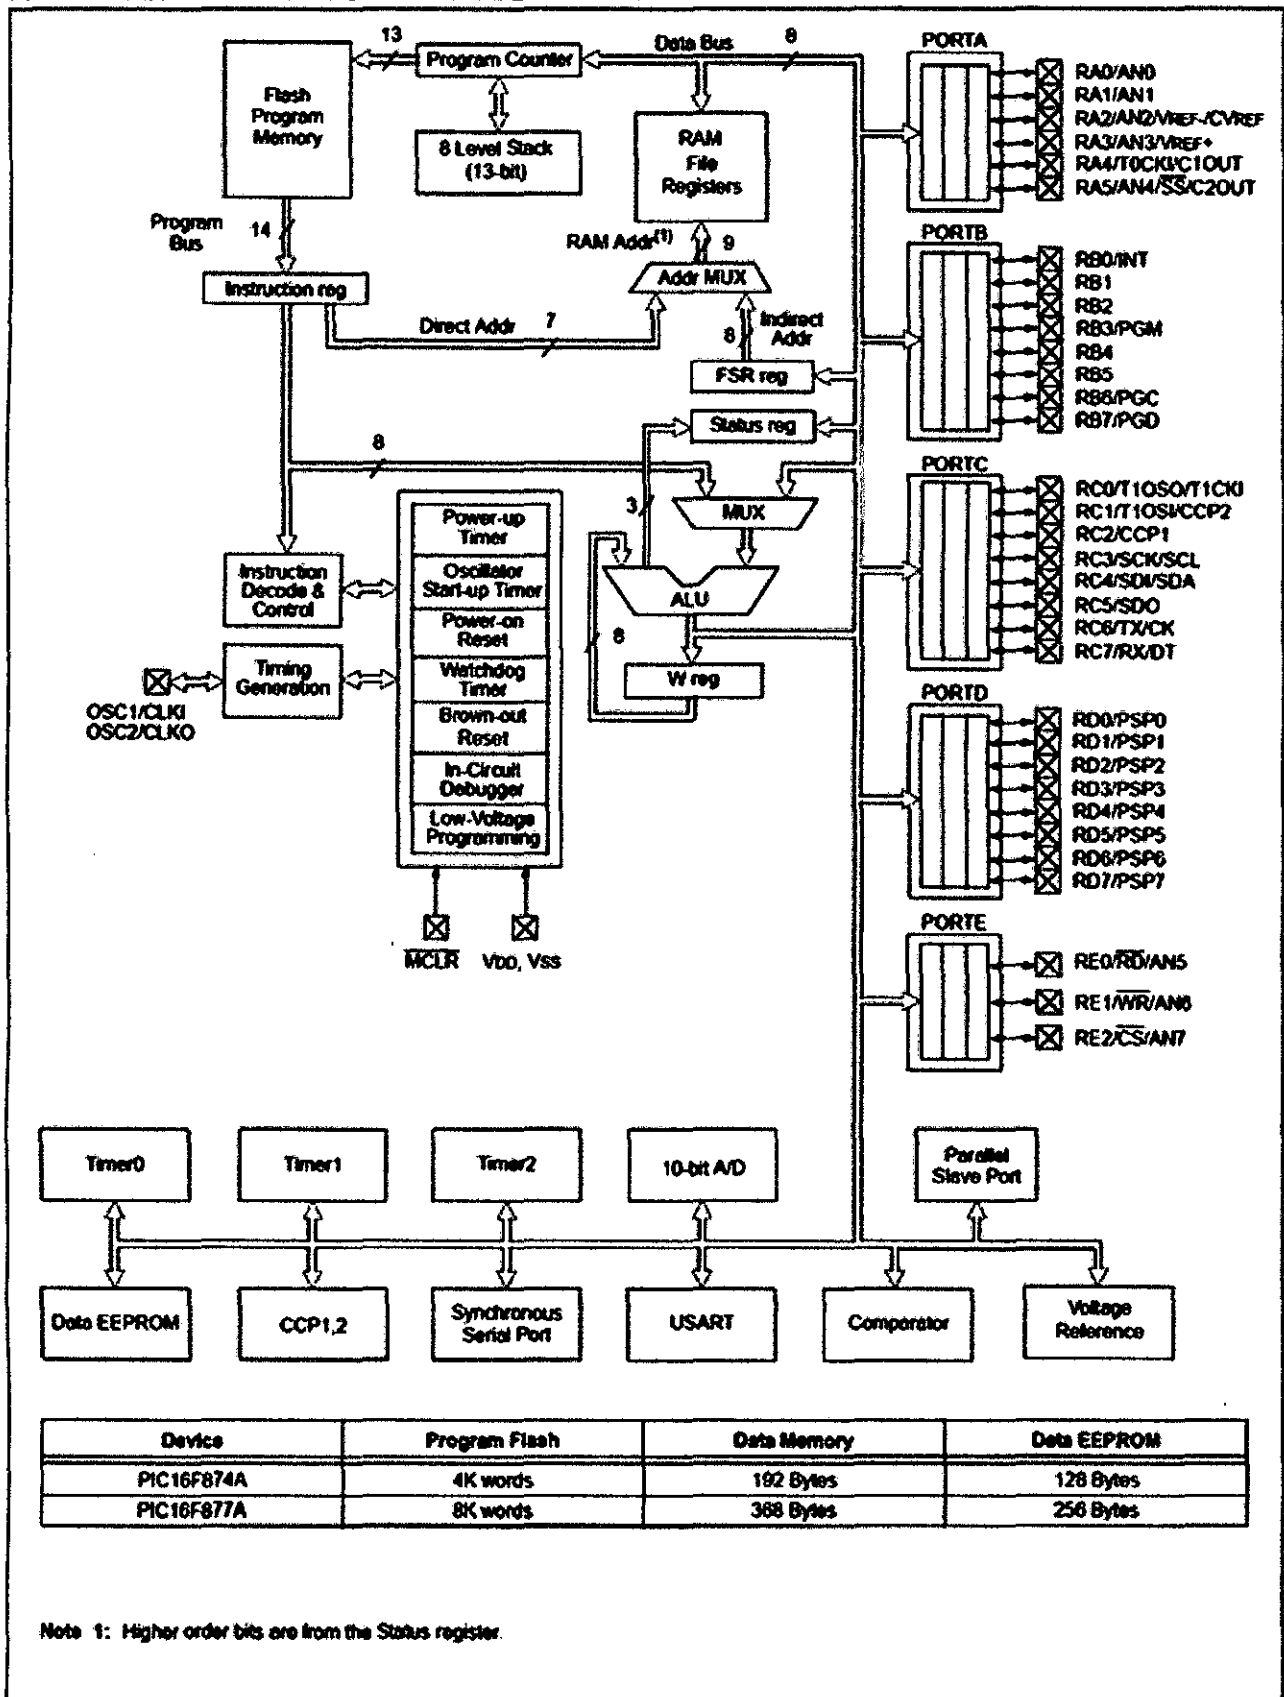 13
Data Bus
8
PORTA
Flash
Program
Memory
Program Counter
8 Level Stack
(13-bit)
RAM
File
Registers
RA0/AN0
RA1/AN1
RA2/AN2/VREF-/CVREF
RA3/AN3/VREF+
RA4/T0CKI/C1OUT
RA5/AN4/SS/C2OUT
Program
Bus
14
RAM Addr(1)
9
PORTB
Addr MUX
Instruction reg
Direct Addr
7
8
Indirect
Addr
FSR reg
Status reg
RB0/INT
RB1
RB2
RB3/PGM
RB4
RB5
RB6/PGC
RB7/PGD
8
3
MUX
PORTC
RC0/T1OSO/T1CKI
RC1/T1OSI/CCP2
RC2/CCP1
RC3/SCK/SCL
RC4/SDI/SDA
RC5/SDO
RC6/TX/CK
RC7/RX/DT
Power-up
Timer
Oscillator
Start-up Timer
Power-on
Reset
Watchdog
Timer
Brown-out
Reset
In-Circuit
Debugger
Low-Voltage
Programming
Instruction
Decode &
Control
Timing
Generation
OSC1/CLKI
OSC2/CLKO
ALU
8
W reg
MCLR
VDD, VSS
PORTD
RD0/PSP0
RD1/PSP1
RD2/PSP2
RD3/PSP3
RD4/PSP4
RD5/PSP5
RD6/PSP6
RD7/PSP7
PORTE
RE0/RD/AN5
RE1/WR/AN6
RE2/CS/AN7
Timer0
Timer1
Timer2
10-bit A/D
Parallel
Slave Port
Data EEPROM
CCP1,2
Synchronous
Serial Port
USART
Comparator
Voltage
Reference
Device Program Flash Data Memory Data EEPROM
PIC16F874A 4K words 192 Bytes 128 Bytes
PIC16F877A 8K words 368 Bytes 256 Bytes
Note 1: Higher order bits are from the Status register.